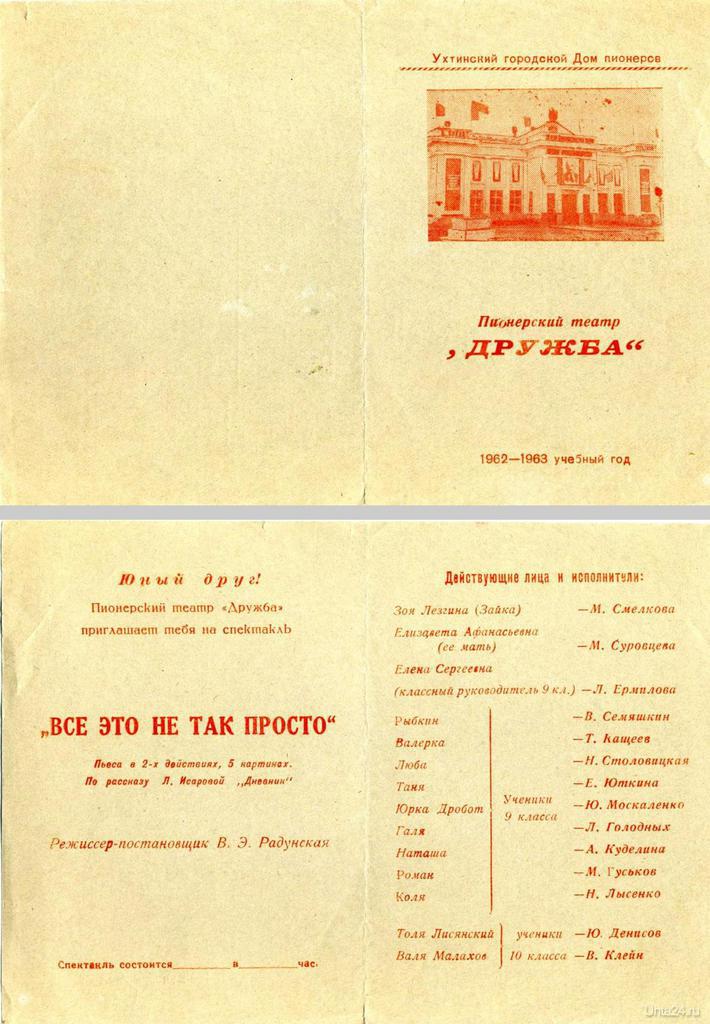 Ухтинский городской Дом пионеров
Пионерский театр
„ДРУЖБА“
1962—1963 учебный год
Юный друг!
Пионерский театр «Дружба»
приглашает тебя на спектакль
„ВСЕ ЭТО НЕ ТАК ПРОСТО“
Пьеса в 2-х действиях, 5 картинах.
По рассказу Л. Исаровой „Дневник“
Режиссер-постановщик В. Э. Радунская
Спектакль состоится________в________час.
Действующие лица и исполнители:
Зоя Лезгина (Зайка) —М. Смелкова
Елизавета Афанасьевна
(ее мать) —М. Суровцева
Елена Сергеевна
(классный руководитель 9 кл.) —Л. Ермилова
Рыбкин —В. Семяшкин
Валерка —Т. Кащеев
Люба —Н. Столовицкая
Таня —Е. Юткина
Юрка Дробот Ученики 9 класса —Ю. Москаленко
Галя —Л. Голодных
Наташа —А. Куделина
Роман —М. Гуськов
Коля —Н. Лысенко
Толя Лисянский ученики —Ю. Денисов
Валя Малахов 10 класса —В. Клейн
Uhta24.ru